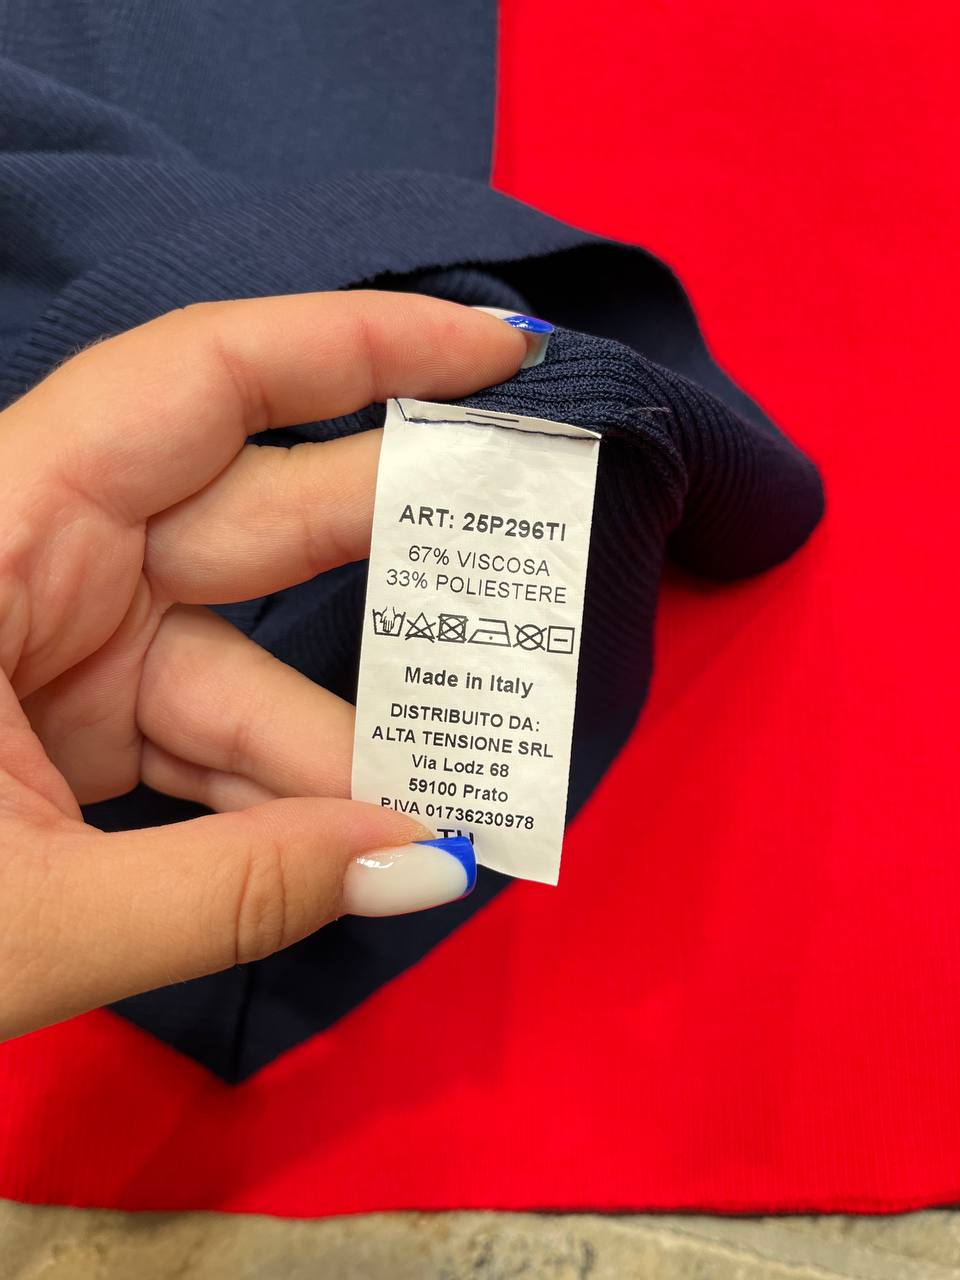 ART: 25P296TI
67% VISCOSA
33% POLIESTERE
Made in Italy
DISTRIBUITO DA:
ALTA TENSIONE SRL
Via Lodz 68
59100 Prato
P.IVA 01736230978